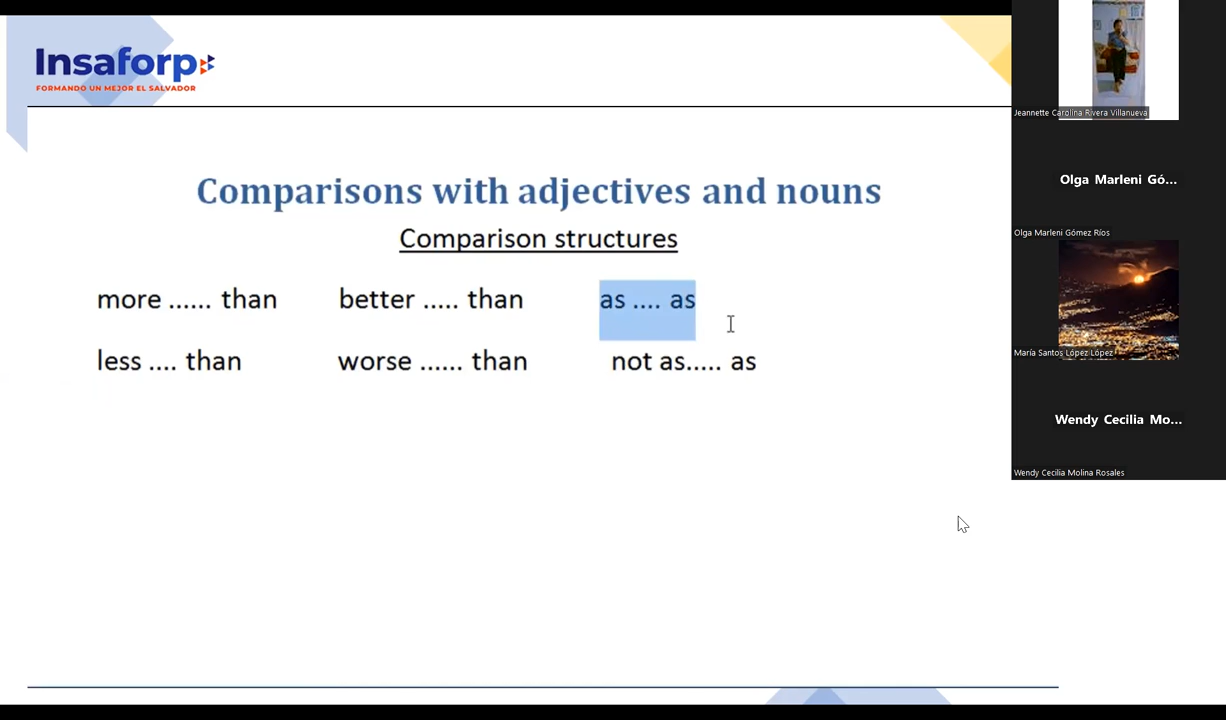 Insaforp
FORMANDO UN MEJOR EL SALVADOR
Comparisons with adjectives and nouns
Comparison structures
more ...... than better ..... than as .... as
less .... than worse ...... than not as..... as
Jeannette Carolina Rivera Villanueva
Olga Marleni Gó...
Olga Marleni Gómez Ríos
María Santos López López
Wendy Cecilia Mo...
Wendy Cecilia Molina Rosales